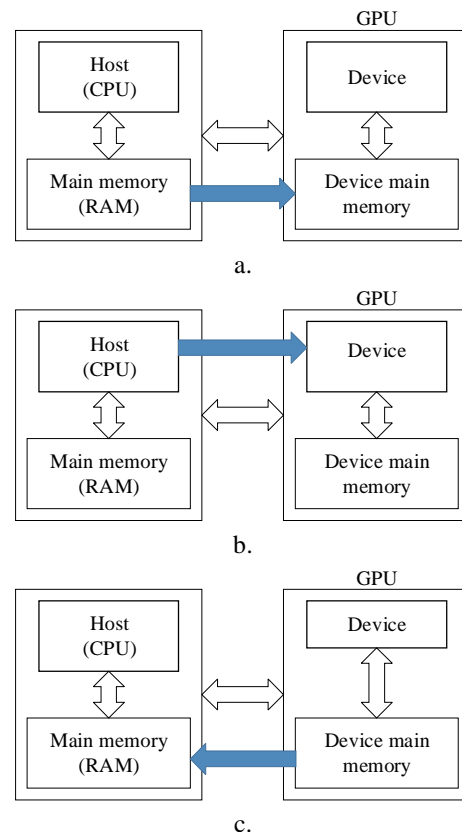 GPU
Host
(CPU)
Device
Main memory
(RAM)
Device main
memory
a.
GPU
Host
(CPU)
Device
Main memory
(RAM)
Device main
memory
b.
GPU
Host
(CPU)
Device
Main memory
(RAM)
Device main
memory
c.